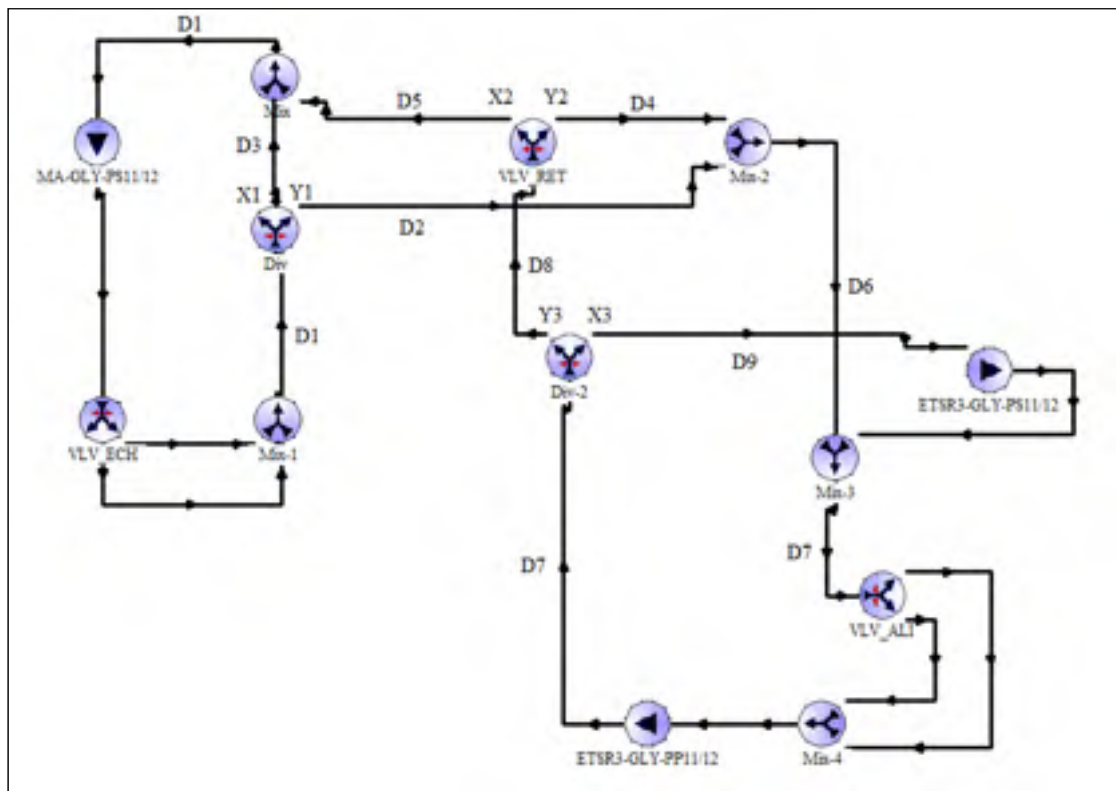 D1
Mix
D5
X2
Y2
D4
D3
MA-GLY-PS11/12
VLV_RET
Mix-2
X1
Y1
D2
Div
D8
D6
D1
Y3
X3
D9
Div-2
ETSR3-GLY-PS11/12
VLV_ECH
Mix-1
Mix-3
D7
D7
VLV_ALI
ETSR3-GLY-PP11/12
Mix-4